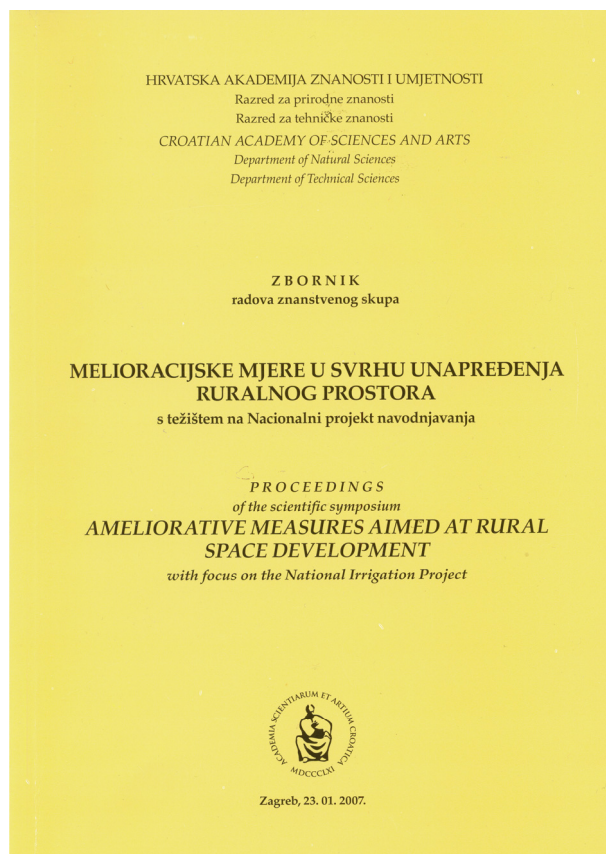 HRVATSKA AKADEMIJA ZNANOSTI I UMJETNOSTI
Razred za prirodne znanosti
Razred za tehničke znanosti
CROATIAN ACADEMY OF SCIENCES AND ARTS
Department of Natural Sciences
Department of Technical Sciences
ZBORNIK
radova znanstvenog skupa
MELIORACIJSKE MJERE U SVRHU UNAPREĐENJA
RURALNOG PROSTORA
s težištem na Nacionalni projekt navodnjavanja
PROCEEDINGS
of the scientific symposium
AMELIORATIVE MEASURES AIMED AT RURAL
SPACE DEVELOPMENT
with focus on the National Irrigation Project
ACADEMIA SCIENTIARUM ET ARTIUM CROATICA
MDCCCLXI
Zagreb, 23. 01. 2007.